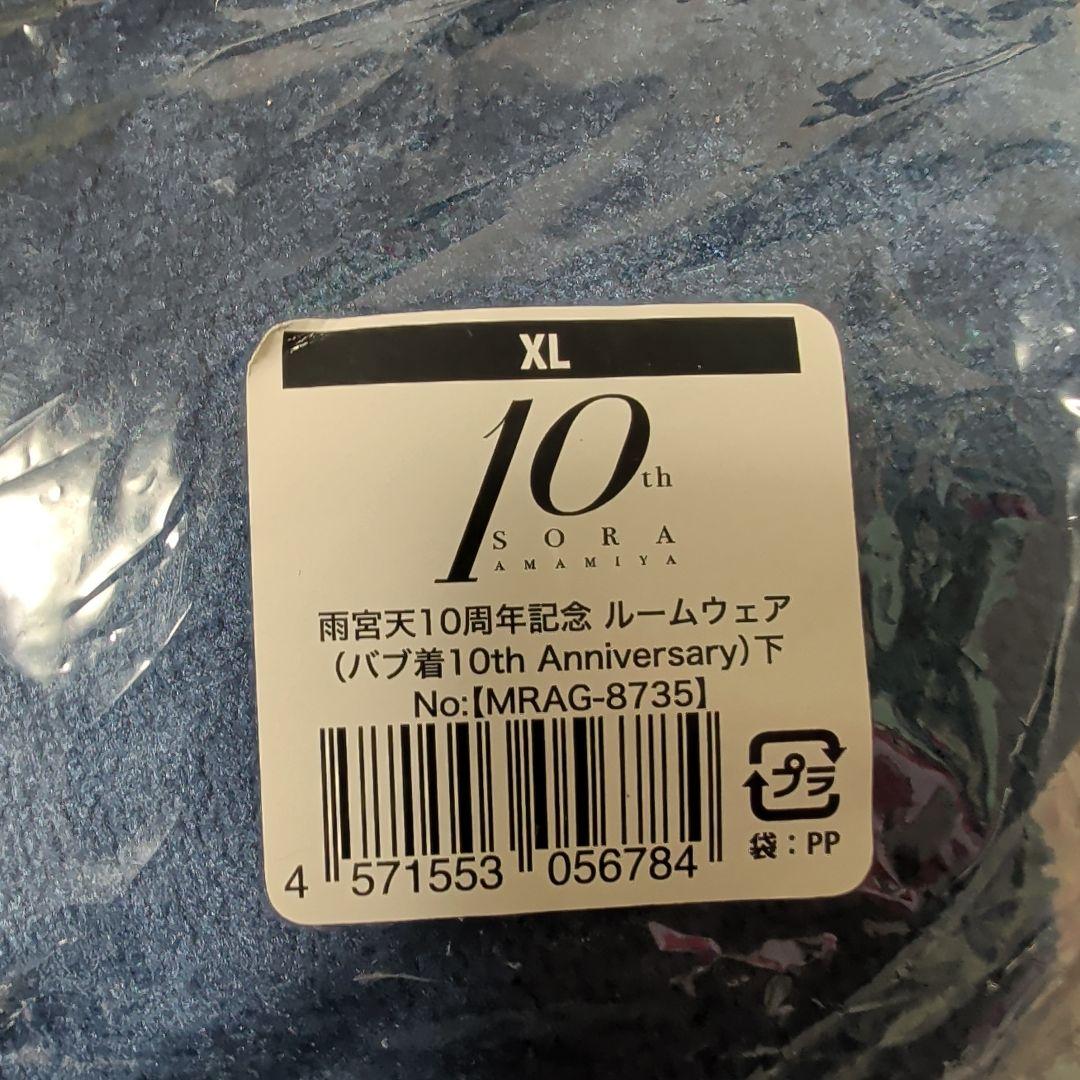 XL
10th
SORA
AMAMIYA
雨宮天10周年記念 ルームウェア
(バブ着10th Anniversary)下
No:【MRAG-8735】
プラ
袋：PP
4 571553 056784